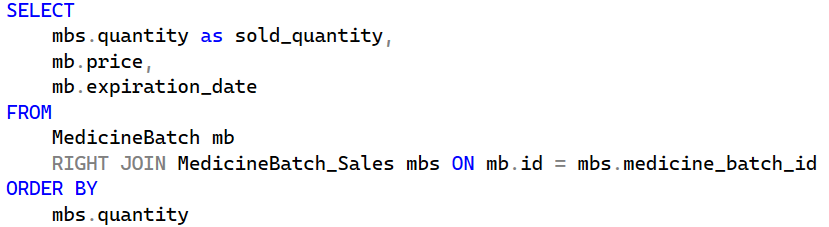 SELECT
    mbs.quantity as sold_quantity,
    mb.price,
    mb.expiration_date
FROM
    MedicineBatch mb
    RIGHT JOIN MedicineBatch_Sales mbs ON mb.id = mbs.medicine_batch_id
ORDER BY
    mbs.quantity